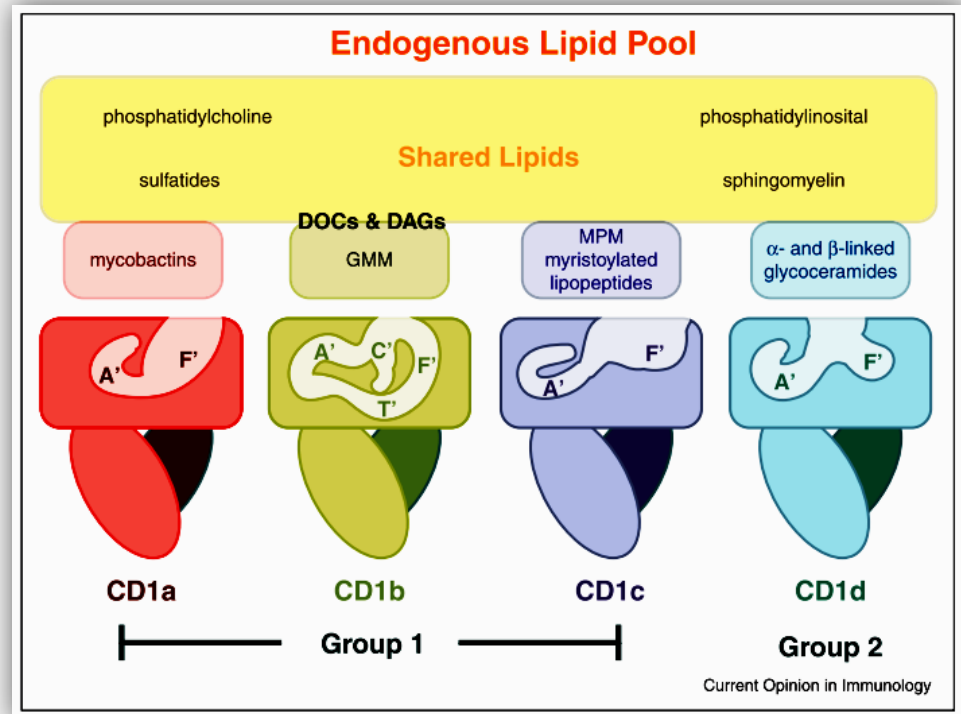 Endogenous Lipid Pool
phosphatidylcholine
phosphatidylinosital
Shared Lipids
sulfatides
sphingomyelin
DOCs & DAGs
mycobactins
GMM
MPM
myristoylated
lipopeptides
α- and β-linked
glycoceramides
A'
F'
A'
C'
F'
T'
A'
F'
A'
F'
CD1a
CD1b
CD1c
CD1d
Group 1
Group 2
Current Opinion in Immunology